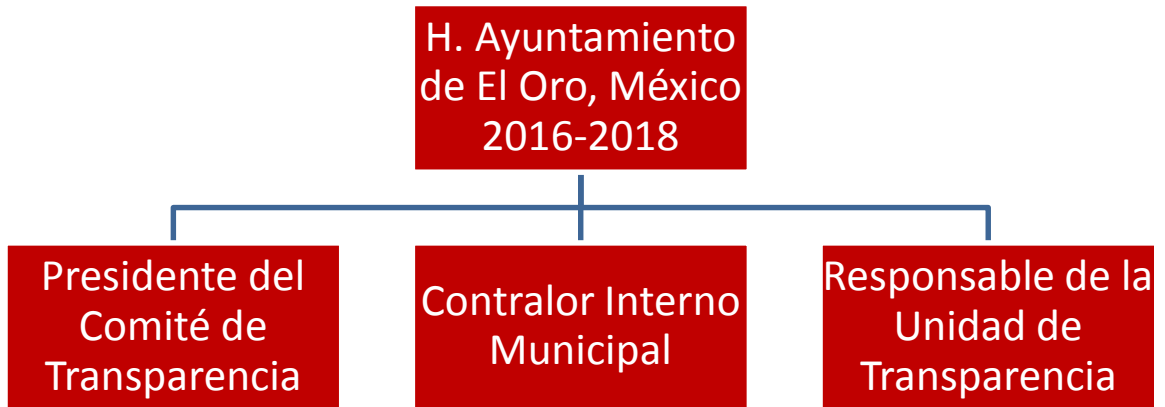 H. Ayuntamiento
de El Oro, México
2016-2018
Presidente del
Comité de
Transparencia
Contralor Interno
Municipal
Responsable de la
Unidad de
Transparencia